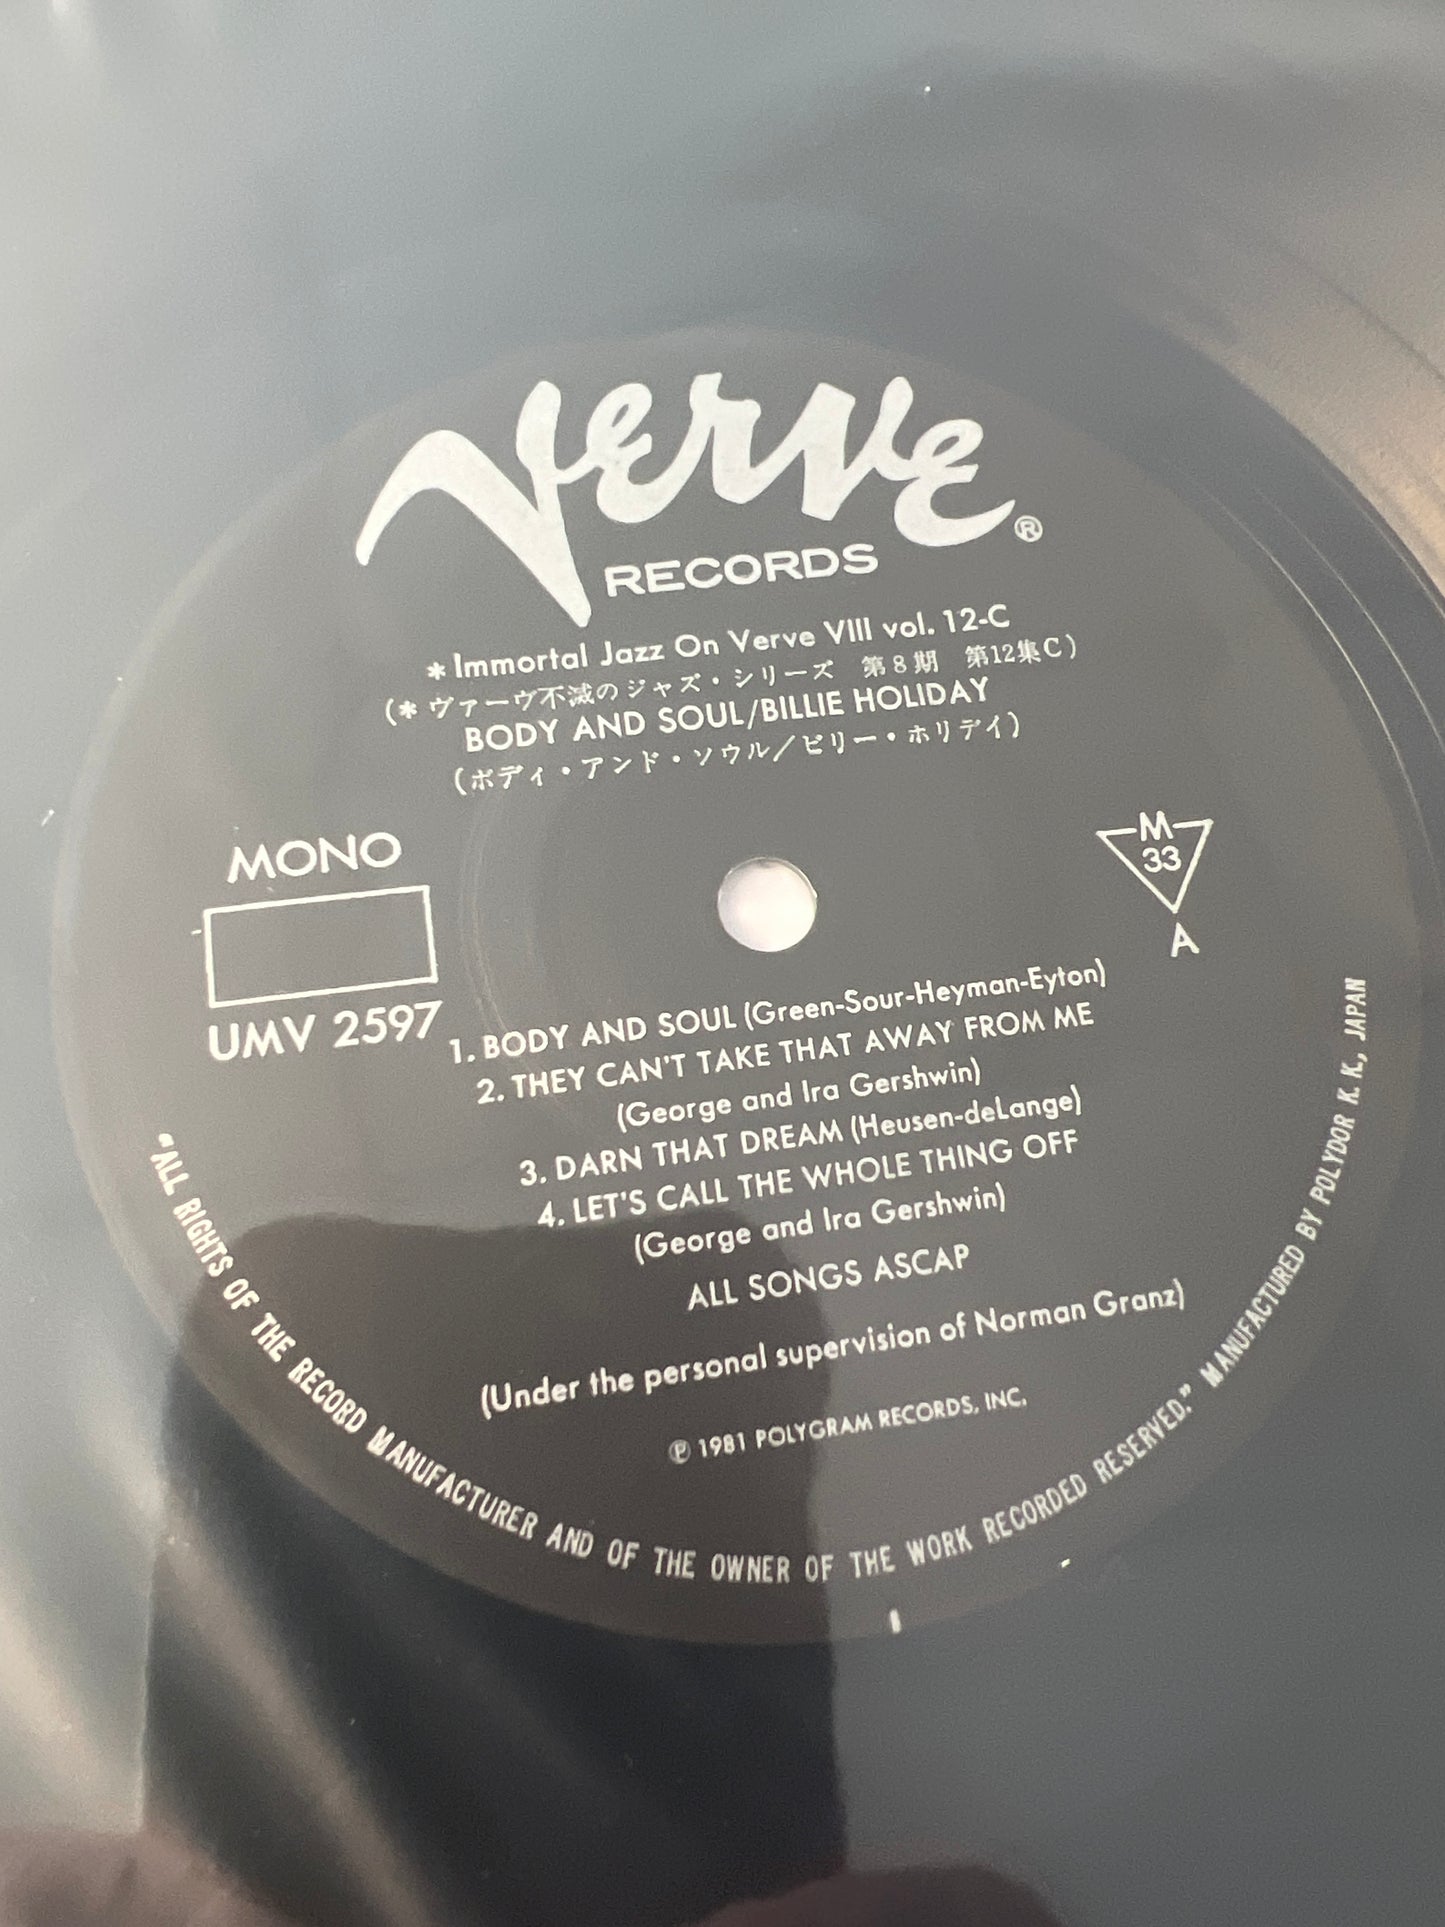 Verve®
RECORDS
* Immortal Jazz On Verve VIII vol. 12-C
(* ヴァーヴ不滅のジャズ・シリーズ 第8期 第12集C)
BODY AND SOUL/BILLIE HOLIDAY
(ボディ・アンド・ソウル/ビリー・ホリデイ)
MONO
UMV 2597
M
33
A
1. BODY AND SOUL (Green-Sour-Heyman-Eyton)
2. THEY CAN'T TAKE THAT AWAY FROM ME
(George and Ira Gershwin)
3. DARN THAT DREAM (Heusen-deLange)
4. LET'S CALL THE WHOLE THING OFF
(George and Ira Gershwin)
ALL SONGS ASCAP
(Under the personal supervision of Norman Granz)
℗ 1981 POLYGRAM RECORDS, INC.
"ALL RIGHTS OF THE RECORD MANUFACTURER AND OF THE OWNER OF THE WORK RECORDED RESERVED." MANUFACTURED BY POLYDOR K. K., JAPAN